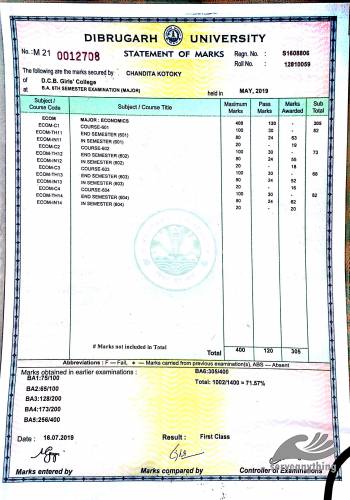 DIBRUGARH UNIVERSITY
No.: M 21 0012708 STATEMENT OF MARKS Regn. No. : S1608806
Roll No. : 12810059
The following are the marks secured by CHANDITA KOTOKY
of D.C.B. Girls' College
at B.A. 6TH SEMESTER EXAMINATION (MAJOR) held in MAY, 2019
Subject / Course Code Subject / Course Title Maximum Marks Pass Marks Marks Awarded Sub Total
ECON MAJOR : ECONOMICS 400 120 - 305
ECOM-C1 COURSE-601 100 30 - 82
ECOM-TH11 END SEMESTER (601) 80 24 63
ECOM-IN11 IN SEMESTER (601) 20 - 19
ECOM-C2 COURSE-602 100 30 - 73
ECOM-TH12 END SEMESTER (602) 80 24 55
ECOM-IN12 IN SEMESTER (602) 20 - 18
ECOM-C3 COURSE-603 100 30 - 68
ECOM-TH13 END SEMESTER (603) 80 24 52
ECOM-IN13 IN SEMESTER (603) 20 - 16
ECOM-C4 COURSE-604 100 30 - 82
ECOM-TH14 END SEMESTER (604) 80 24 62
ECOM-IN14 IN SEMESTER (604) 20 - 20
# Marks not included in Total
Total 400 120 305
Abbreviations : F — Fail, — Marks carried from previous examination(s), ABS — Absent
Marks obtained in earlier examinations : BA6:305/400
BA1:75/100 Total: 1002/1400 = 71.57%
BA2:65/100
BA3:128/200
BA4:173/200
BA5:256/400
Date : 16.07.2019 Result : First Class
serveanything
Marks entered by Marks compared by Controller of Examinations